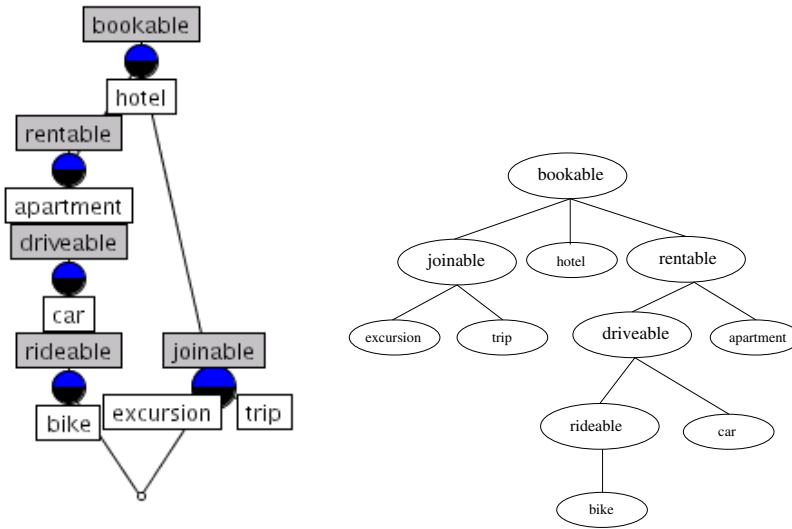 bookable
hotel
rentable
apartment
driveable
car
rideable
joinable
bike
excursion
trip
bookable
joinable
hotel
rentable
excursion
trip
driveable
apartment
rideable
car
bike